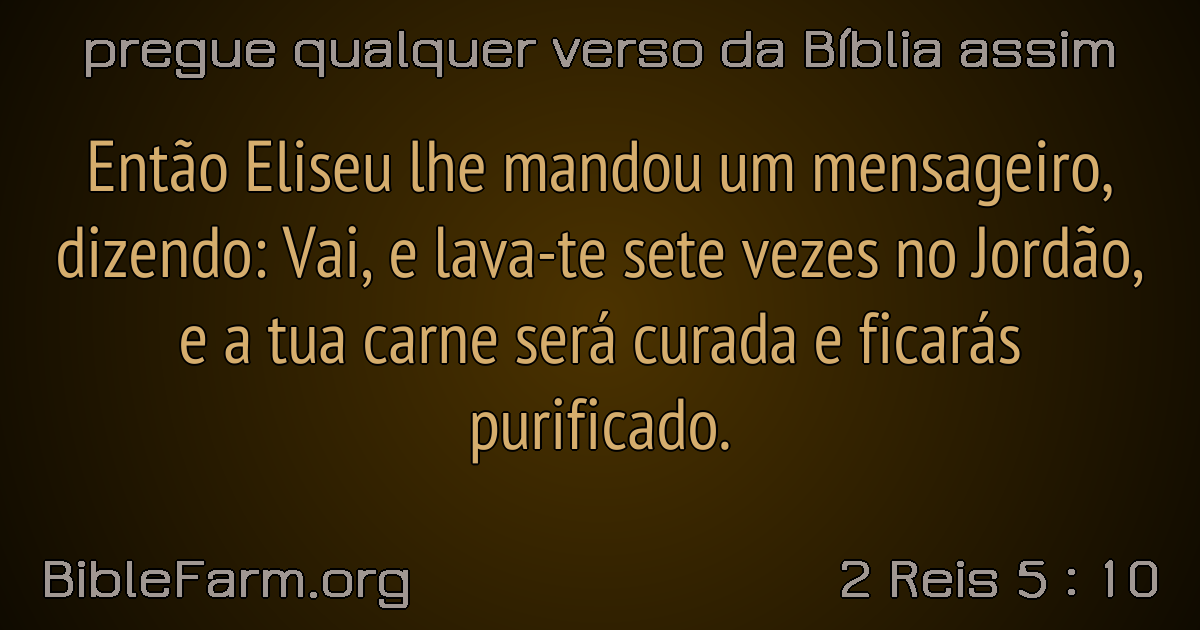 pregue qualquer verso da Bíblia assim
Então Eliseu lhe mandou um mensageiro,
dizendo: Vai, e lava-te sete vezes no Jordão,
e a tua carne será curada e ficarás
purificado.
BibleFarm.org
2 Reis 5 : 10